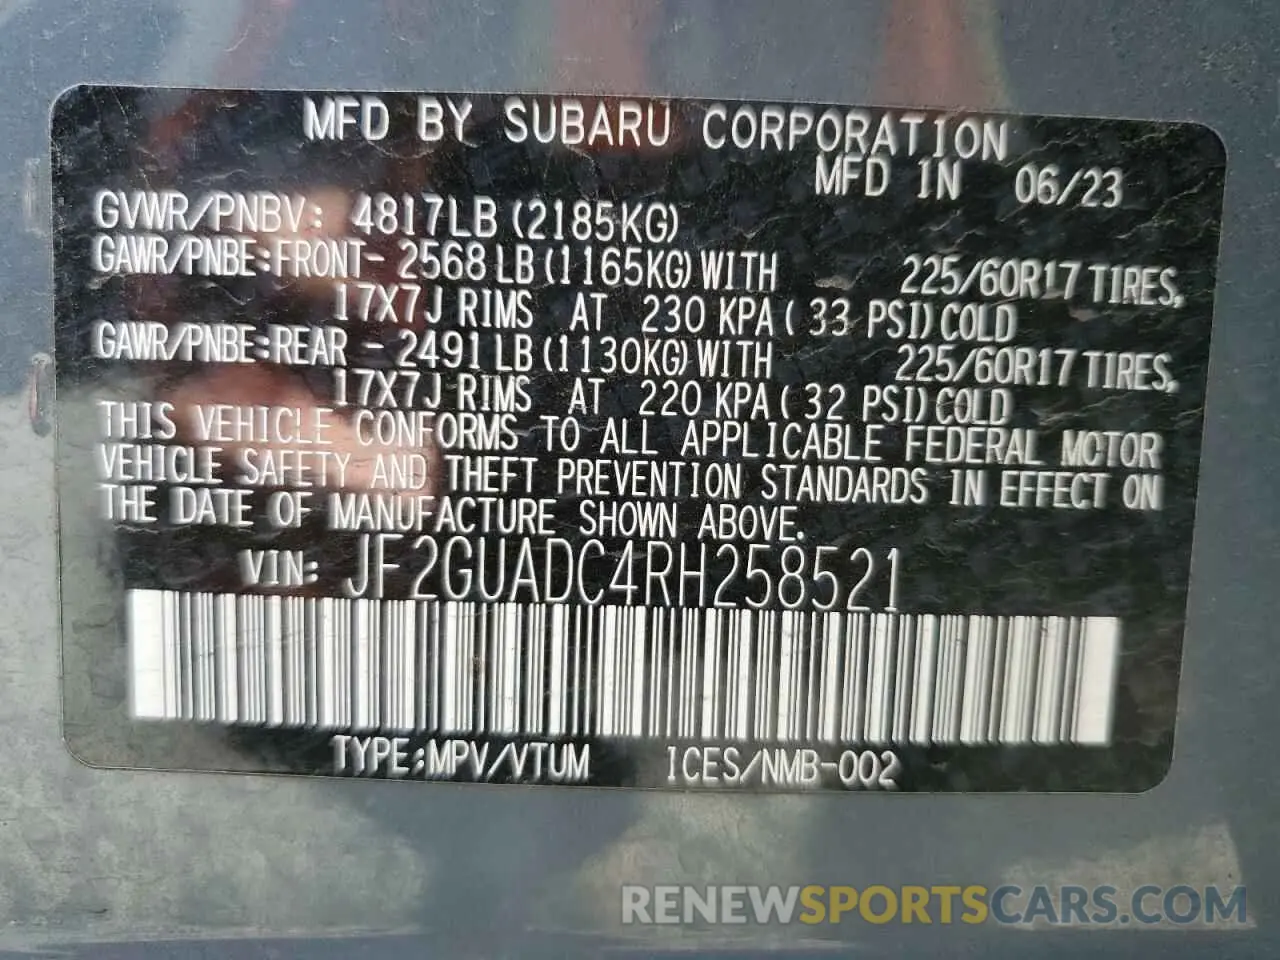 MFD BY SUBARU CORPORATION
MFD IN 06/23
GVWR/PNBV: 4817LB (2185KG)
GAWR/PNBE:FRONT- 2568 LB (1165KG) WITH 225/60R17 TIRES,
17X7J RIMS AT 230 KPA ( 33 PSI) COLD
GAWR/PNBE:REAR - 2491 LB (1130KG) WITH 225/60R17 TIRES,
17X7J RIMS AT 220 KPA ( 32 PSI) COLD
THIS VEHICLE CONFORMS TO ALL APPLICABLE FEDERAL MOTOR
VEHICLE SAFETY AND THEFT PREVENTION STANDARDS IN EFFECT ON
THE DATE OF MANUFACTURE SHOWN ABOVE.
VIN: JF2GUADC4RH258521
TYPE:MPV/VTUM ICES/NMB-002
RENEWSPORTSCARS.COM